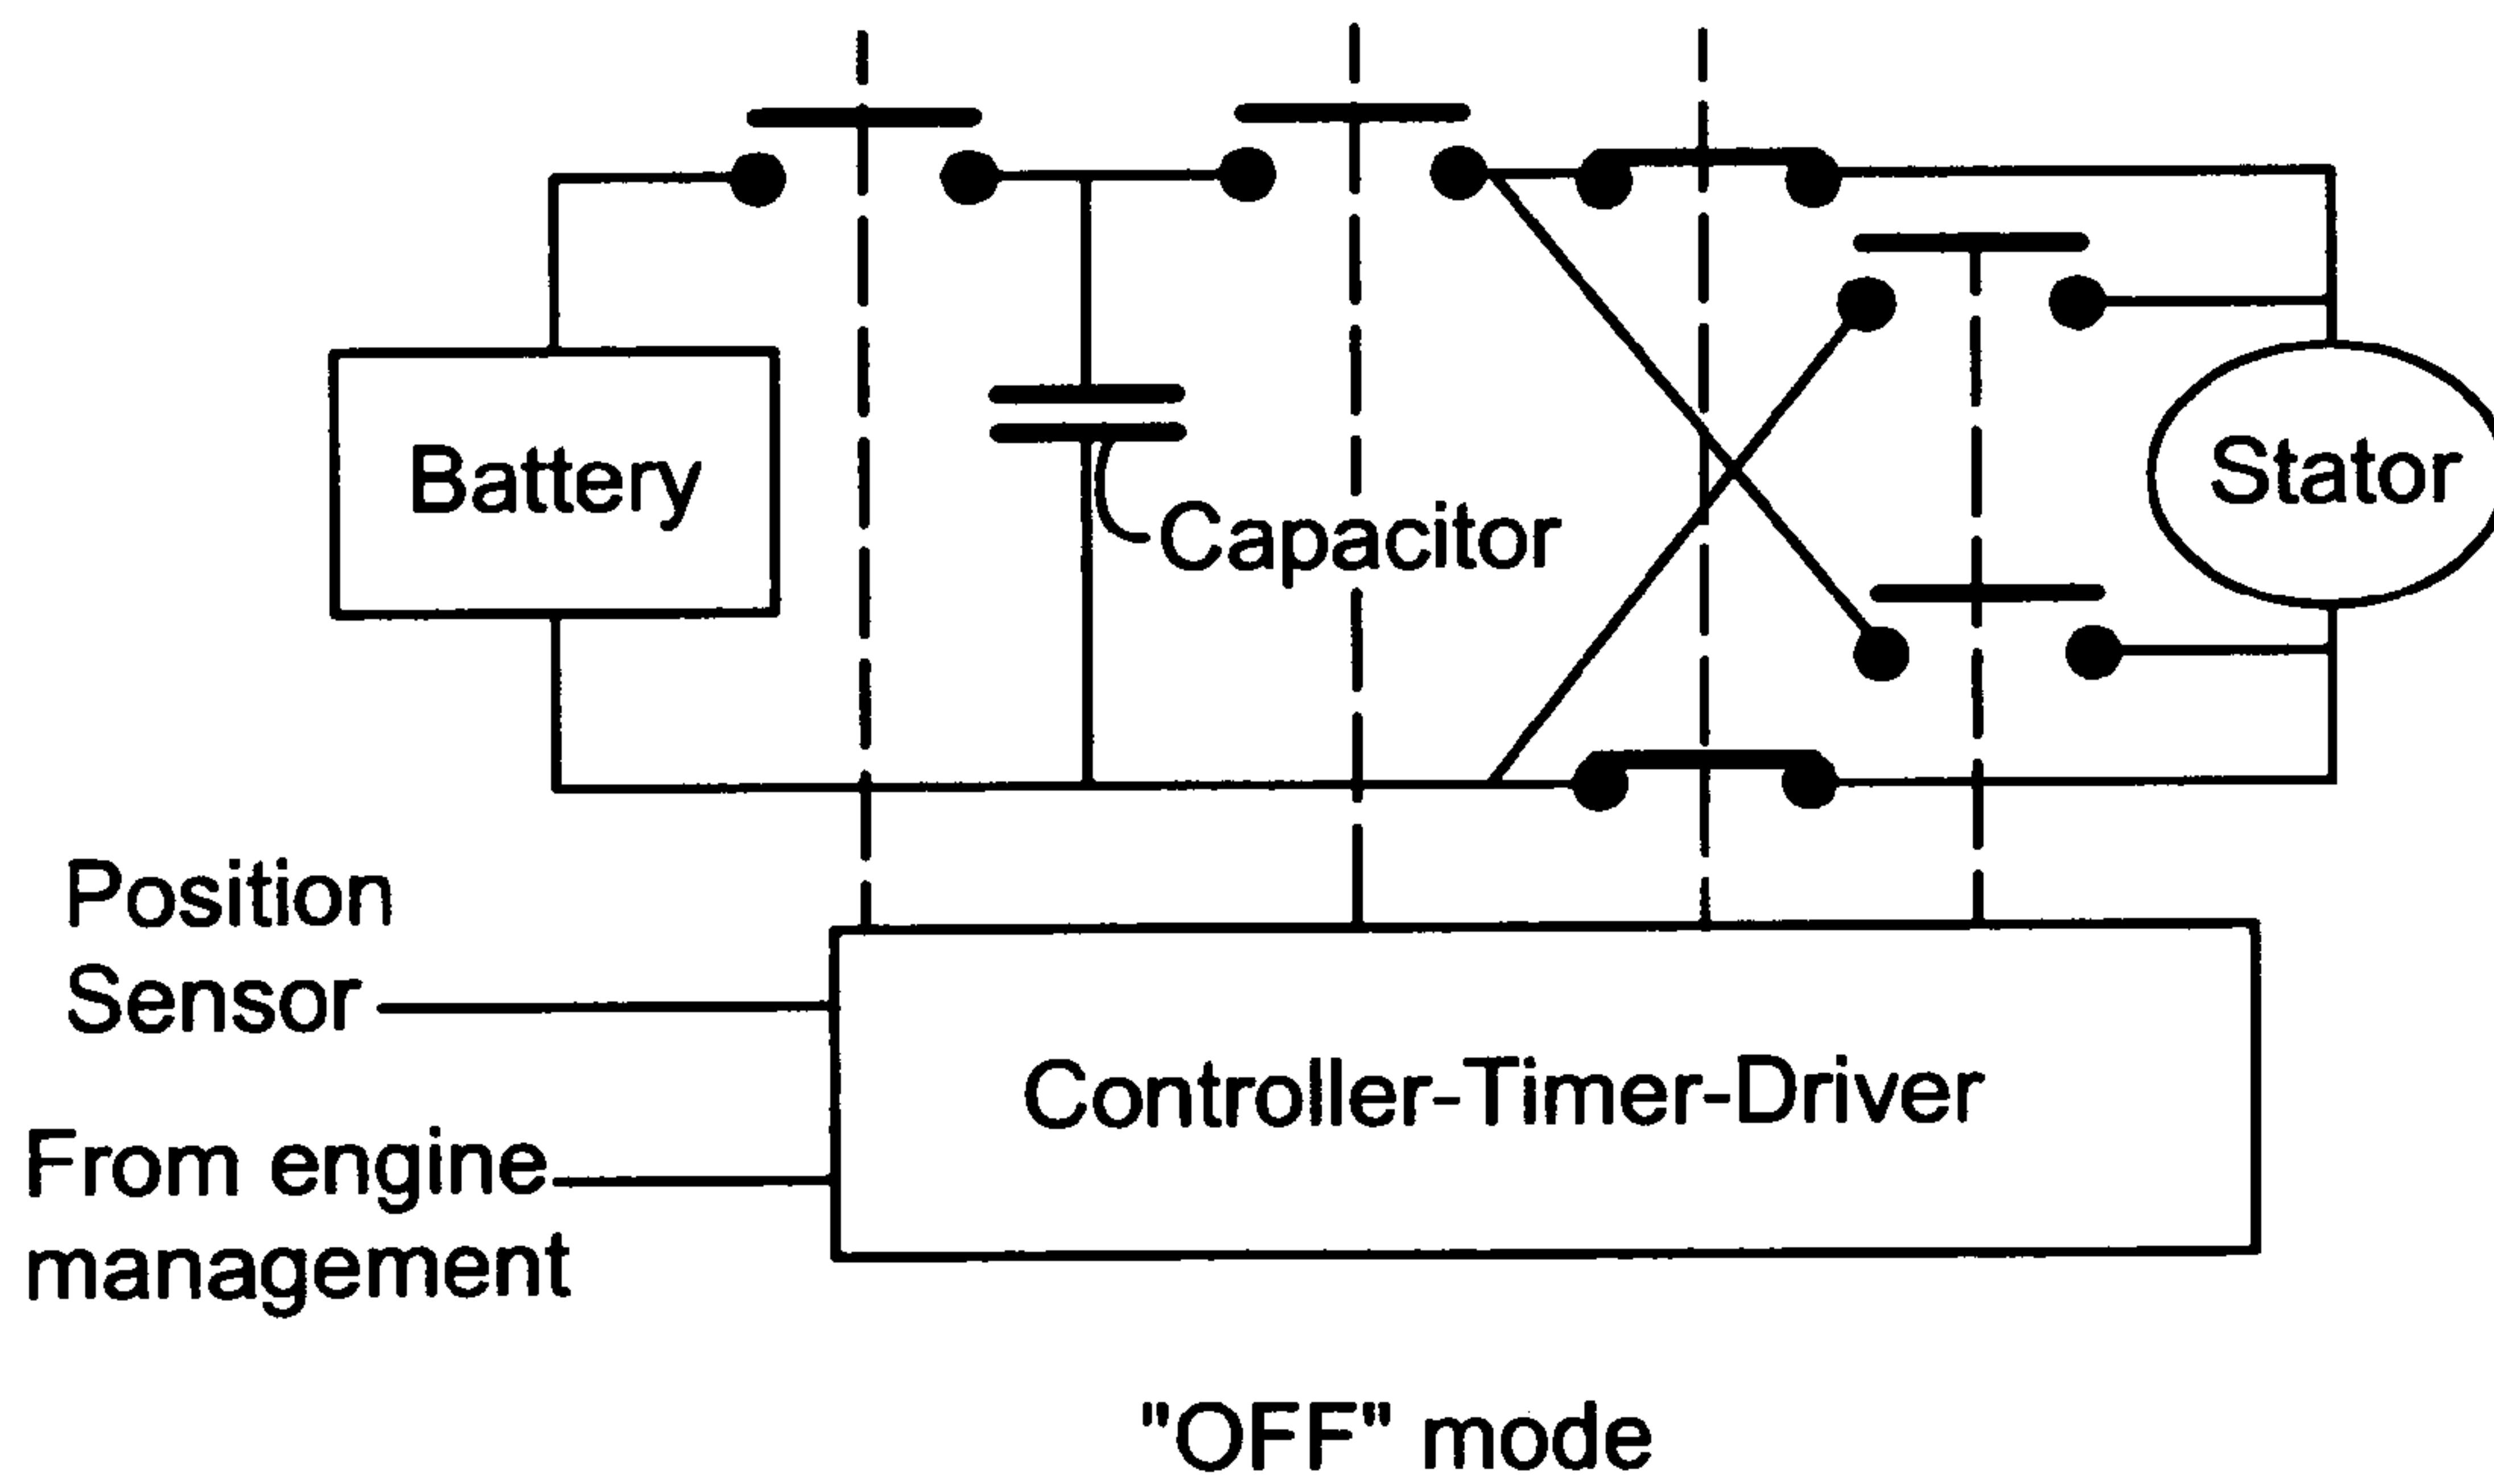 Battery
Capacitor
Stator
Position
Sensor
From engine
management
Controller-Timer-Driver
"OFF" mode